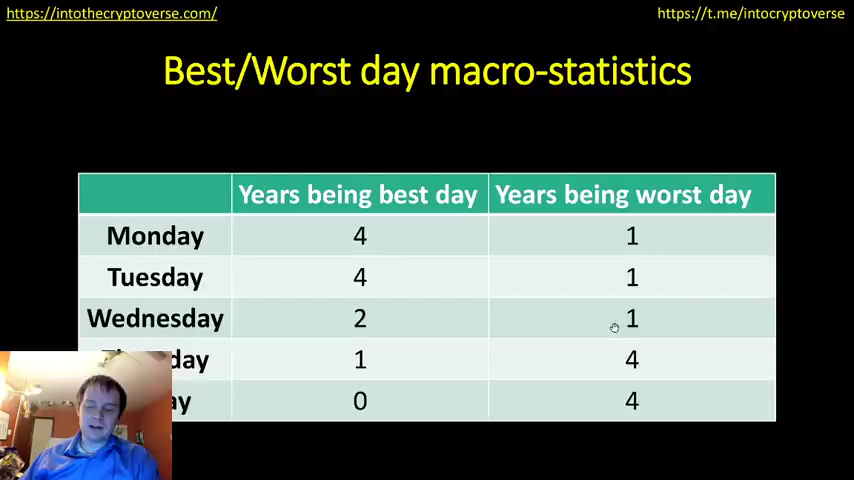 https://intothecryptoverse.com/
https://t.me/intocryptoverse
Best/Worst day macro-statistics
Years being best day Years being worst day
Monday 4 1
Tuesday 4 1
Wednesday 2 1
1 4
0 4